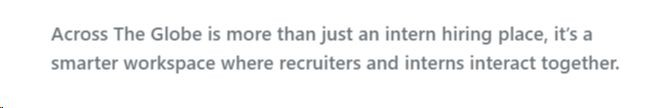 Across The Globe is more than just an intern hiring place, it's a
smarter workspace where recruiters and interns interact together.